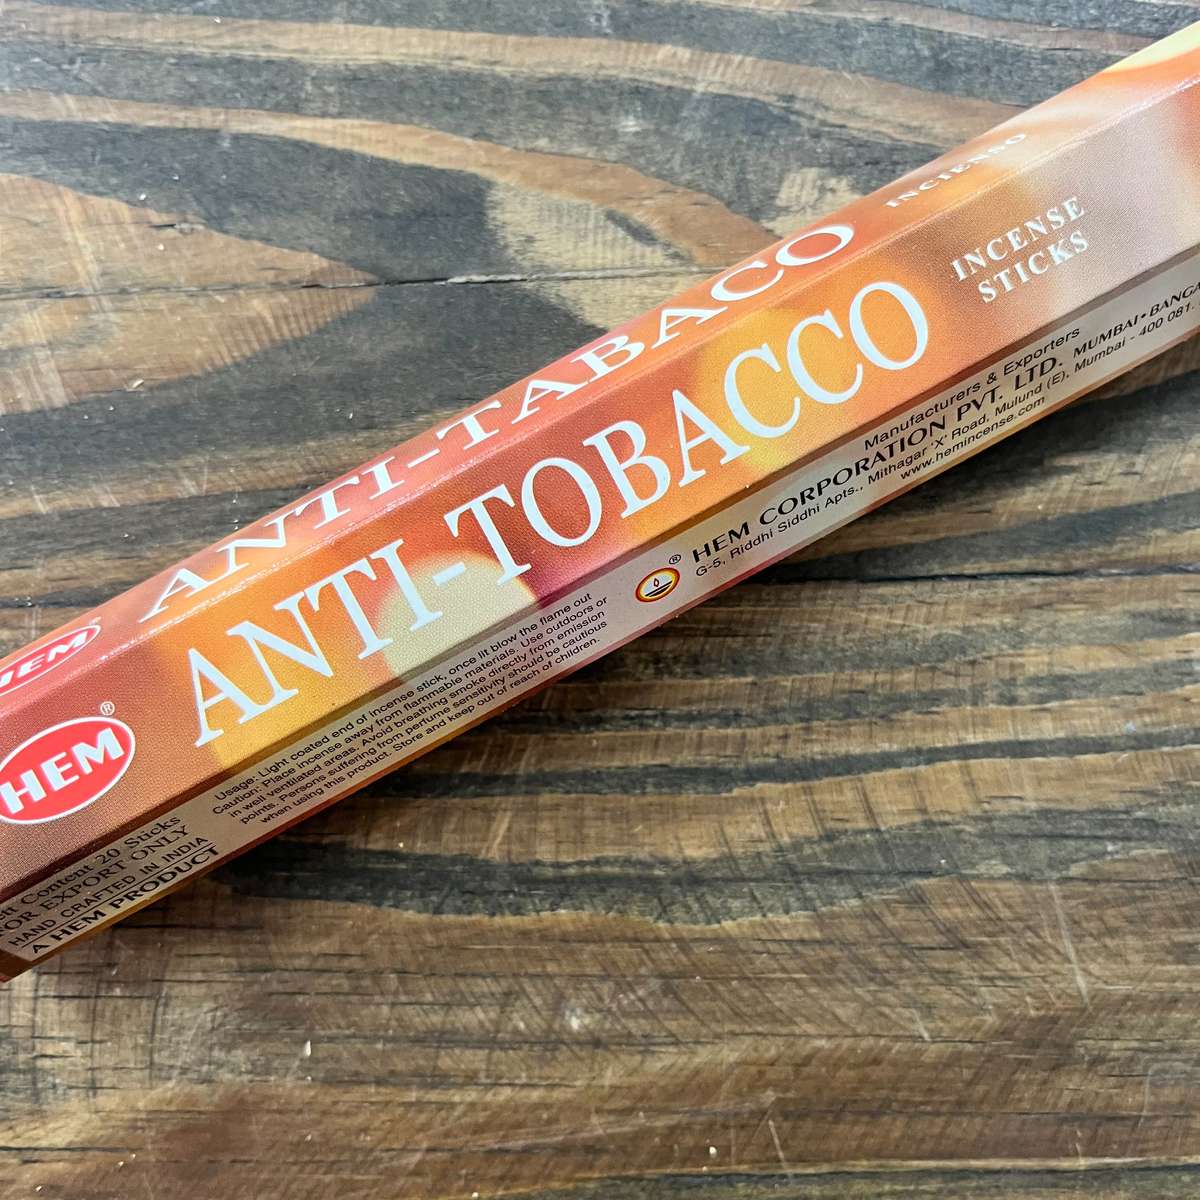 HEM
ANTI-TABACO
INCIENSO
HEM®
ANTI-TOBACCO
INCENSE
STICKS
Content 20 Sticks
FOR EXPORT ONLY
HAND CRAFTED IN INDIA
A HEM PRODUCT
Usage: Light coated end of incense stick, once lit blow the flame out
Caution: Place incense away from flammable materials. Use outdoors or
in well ventilated areas. Avoid breathing smoke directly from emission
points. Persons suffering from perfume sensitivity should be cautious
when using this product. Store and keep out of reach of children.
®
Manufacturers & Exporters
HEM CORPORATION PVT. LTD. MUMBAI•
G-5, Riddhi Siddhi Apts., Mithagar 'X' Road, Mulund (E), Mumbai - 400 081.
www.hemincense.com